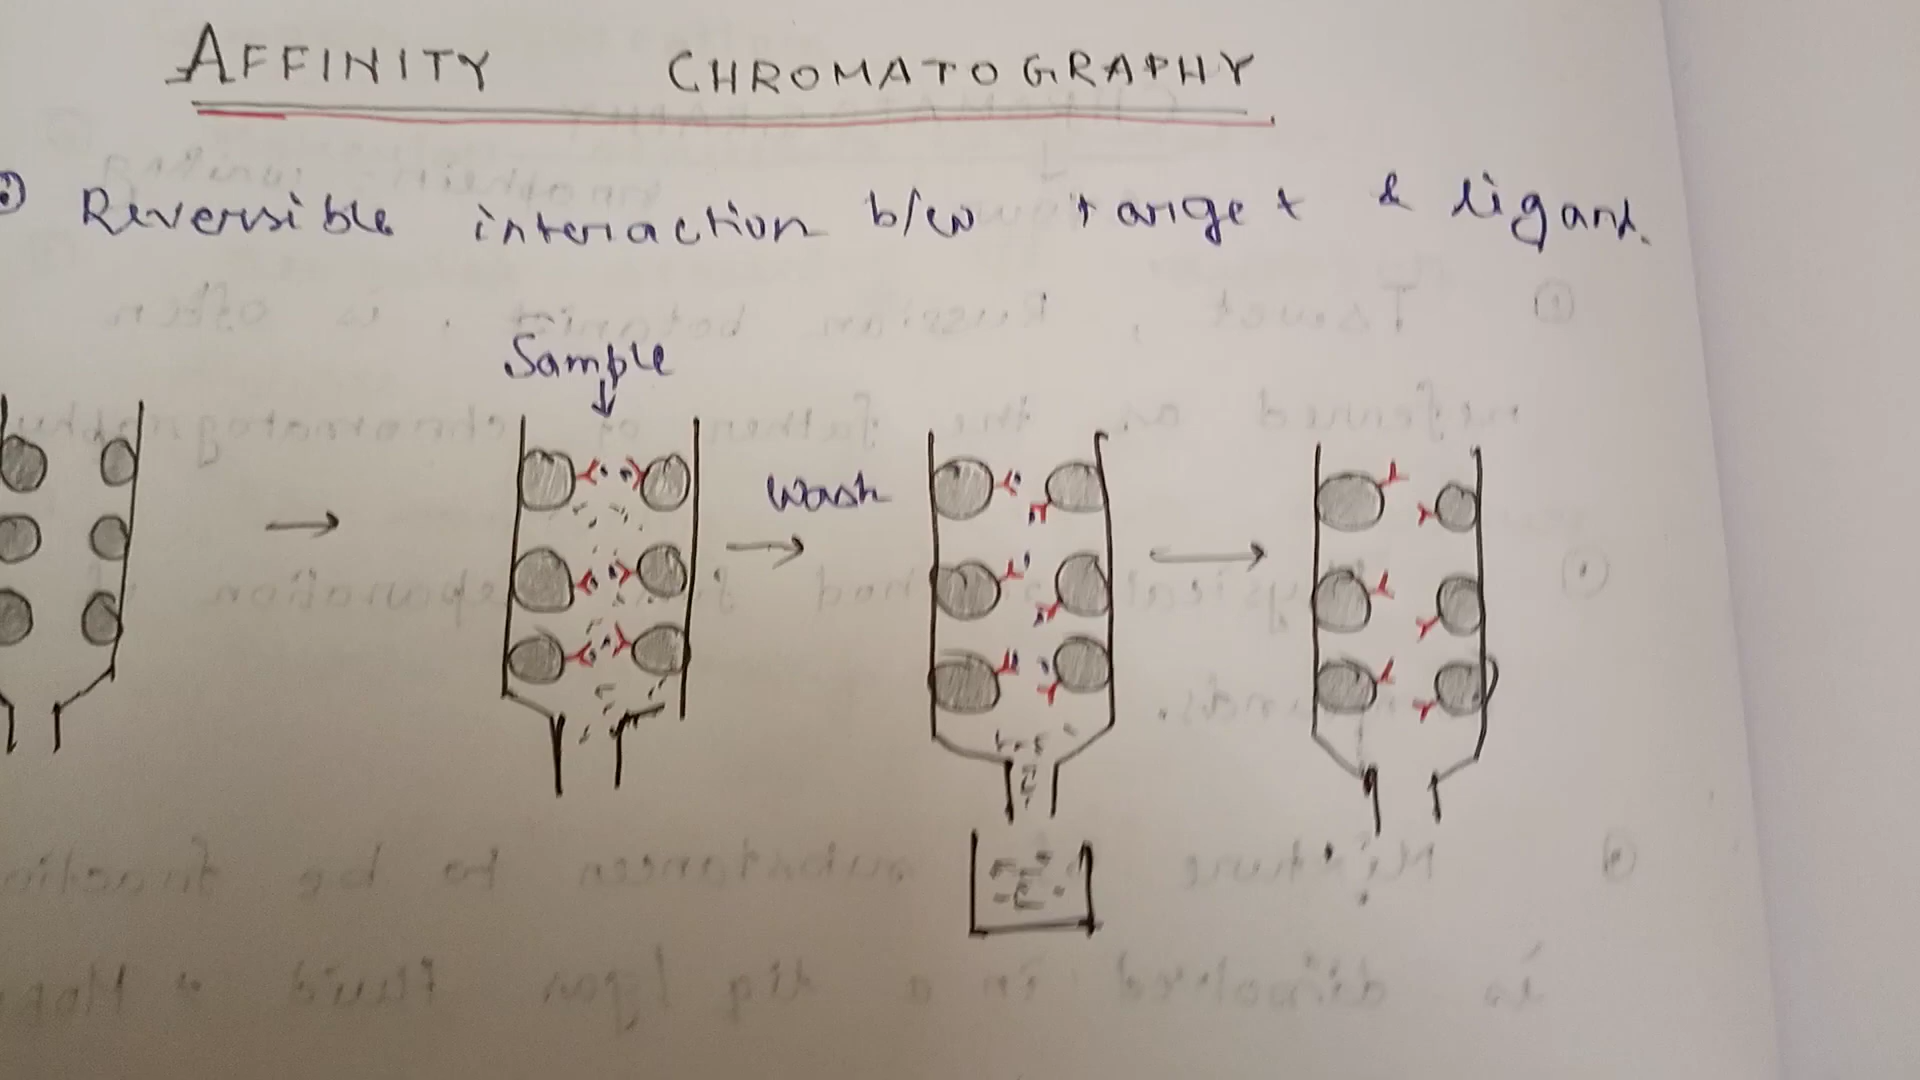 AFFINITY CHROMATOGRAPHY
Reversible interaction b/w target & ligand.
Sample
Wash